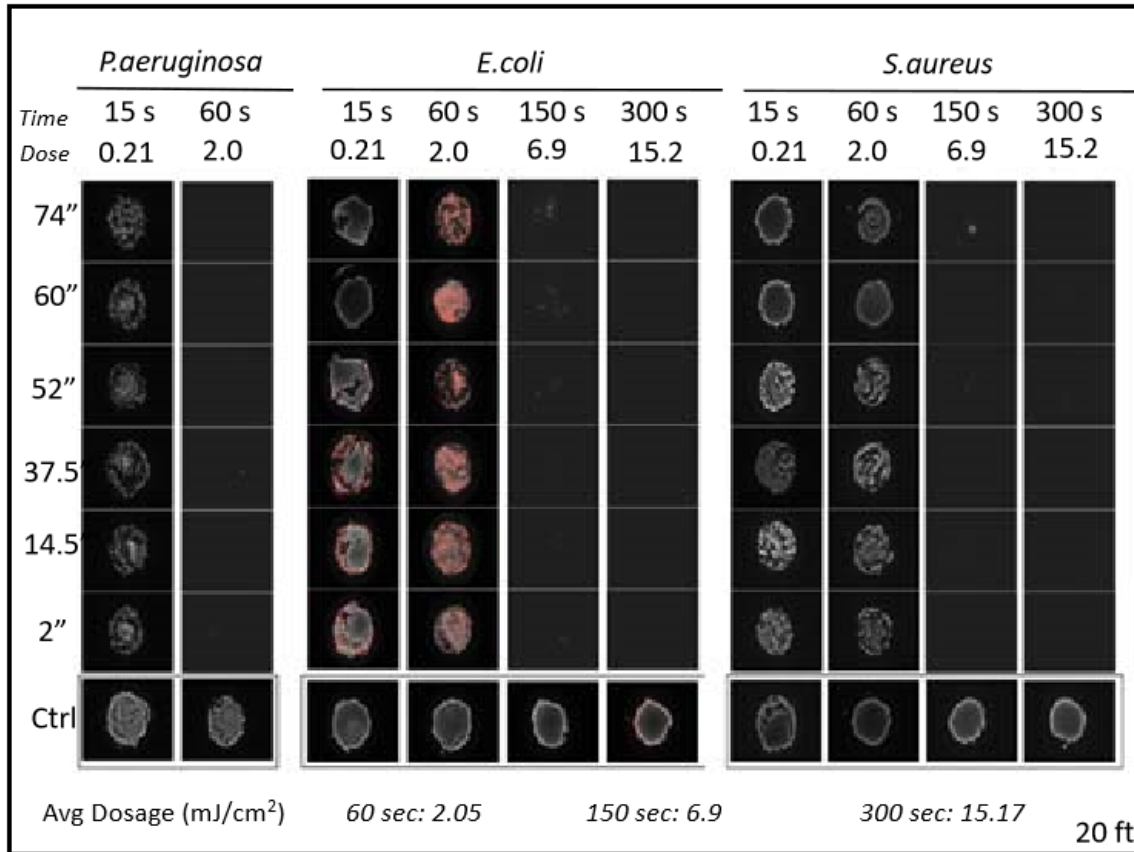 P.aeruginosa E.coli S.aureus
Time 15 s 60 s 15 s 60 s 150 s 300 s 15 s 60 s 150 s 300 s
Dose 0.21 2.0 0.21 2.0 6.9 15.2 0.21 2.0 6.9 15.2
74”
60”
52”
37.5
14.5
2”
Ctrl
Avg Dosage (mJ/cm²) 60 sec: 2.05 150 sec: 6.9 300 sec: 15.17
20 ft